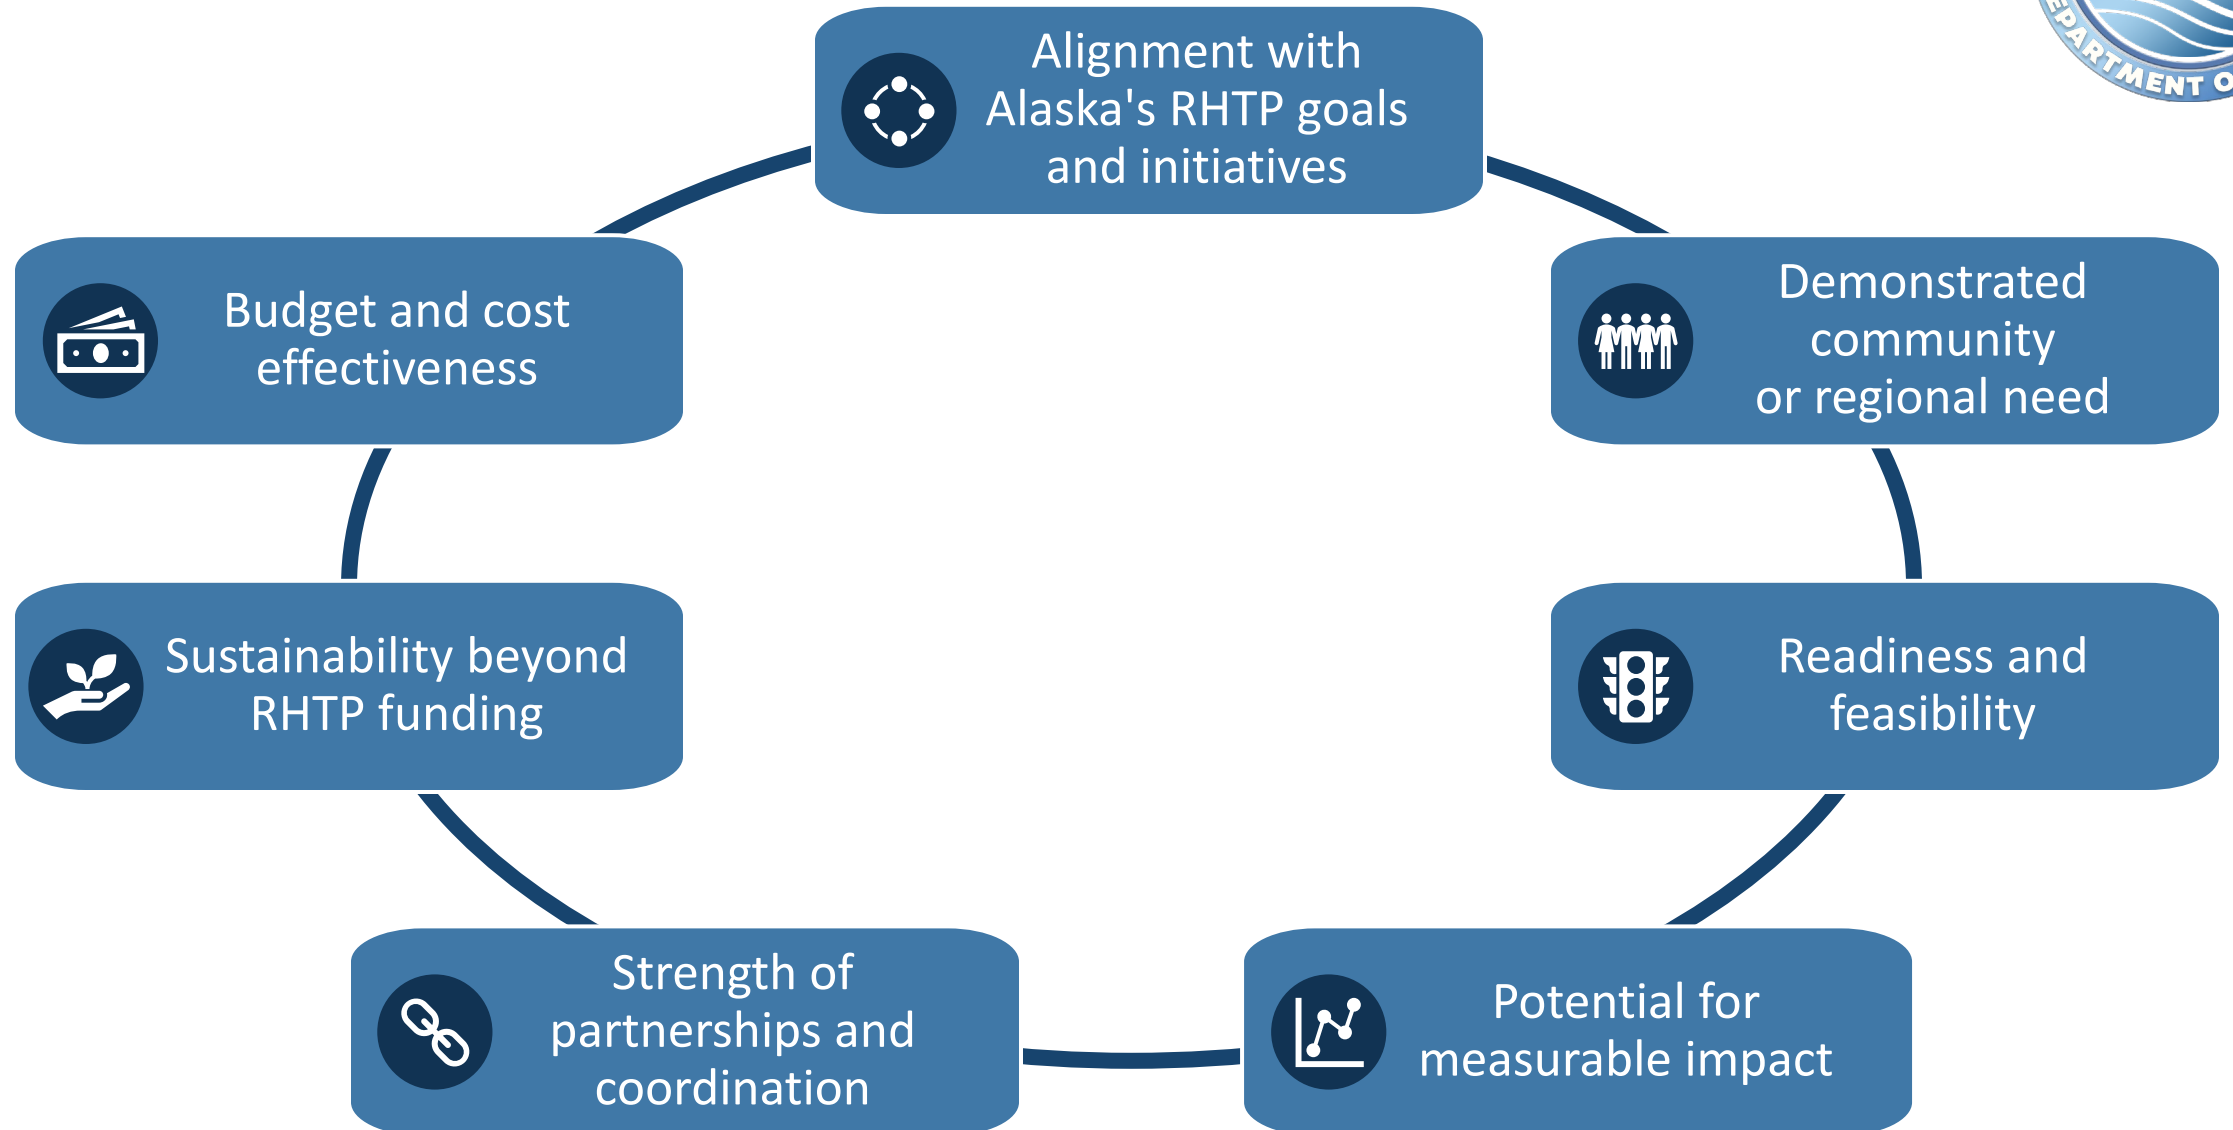 Alignment with
Alaska's RHTP goals
and initiatives
Demonstrated
community
or regional need
Readiness and
feasibility
Potential for
measurable impact
Strength of
partnerships and
coordination
Sustainability beyond
RHTP funding
Budget and cost
effectiveness